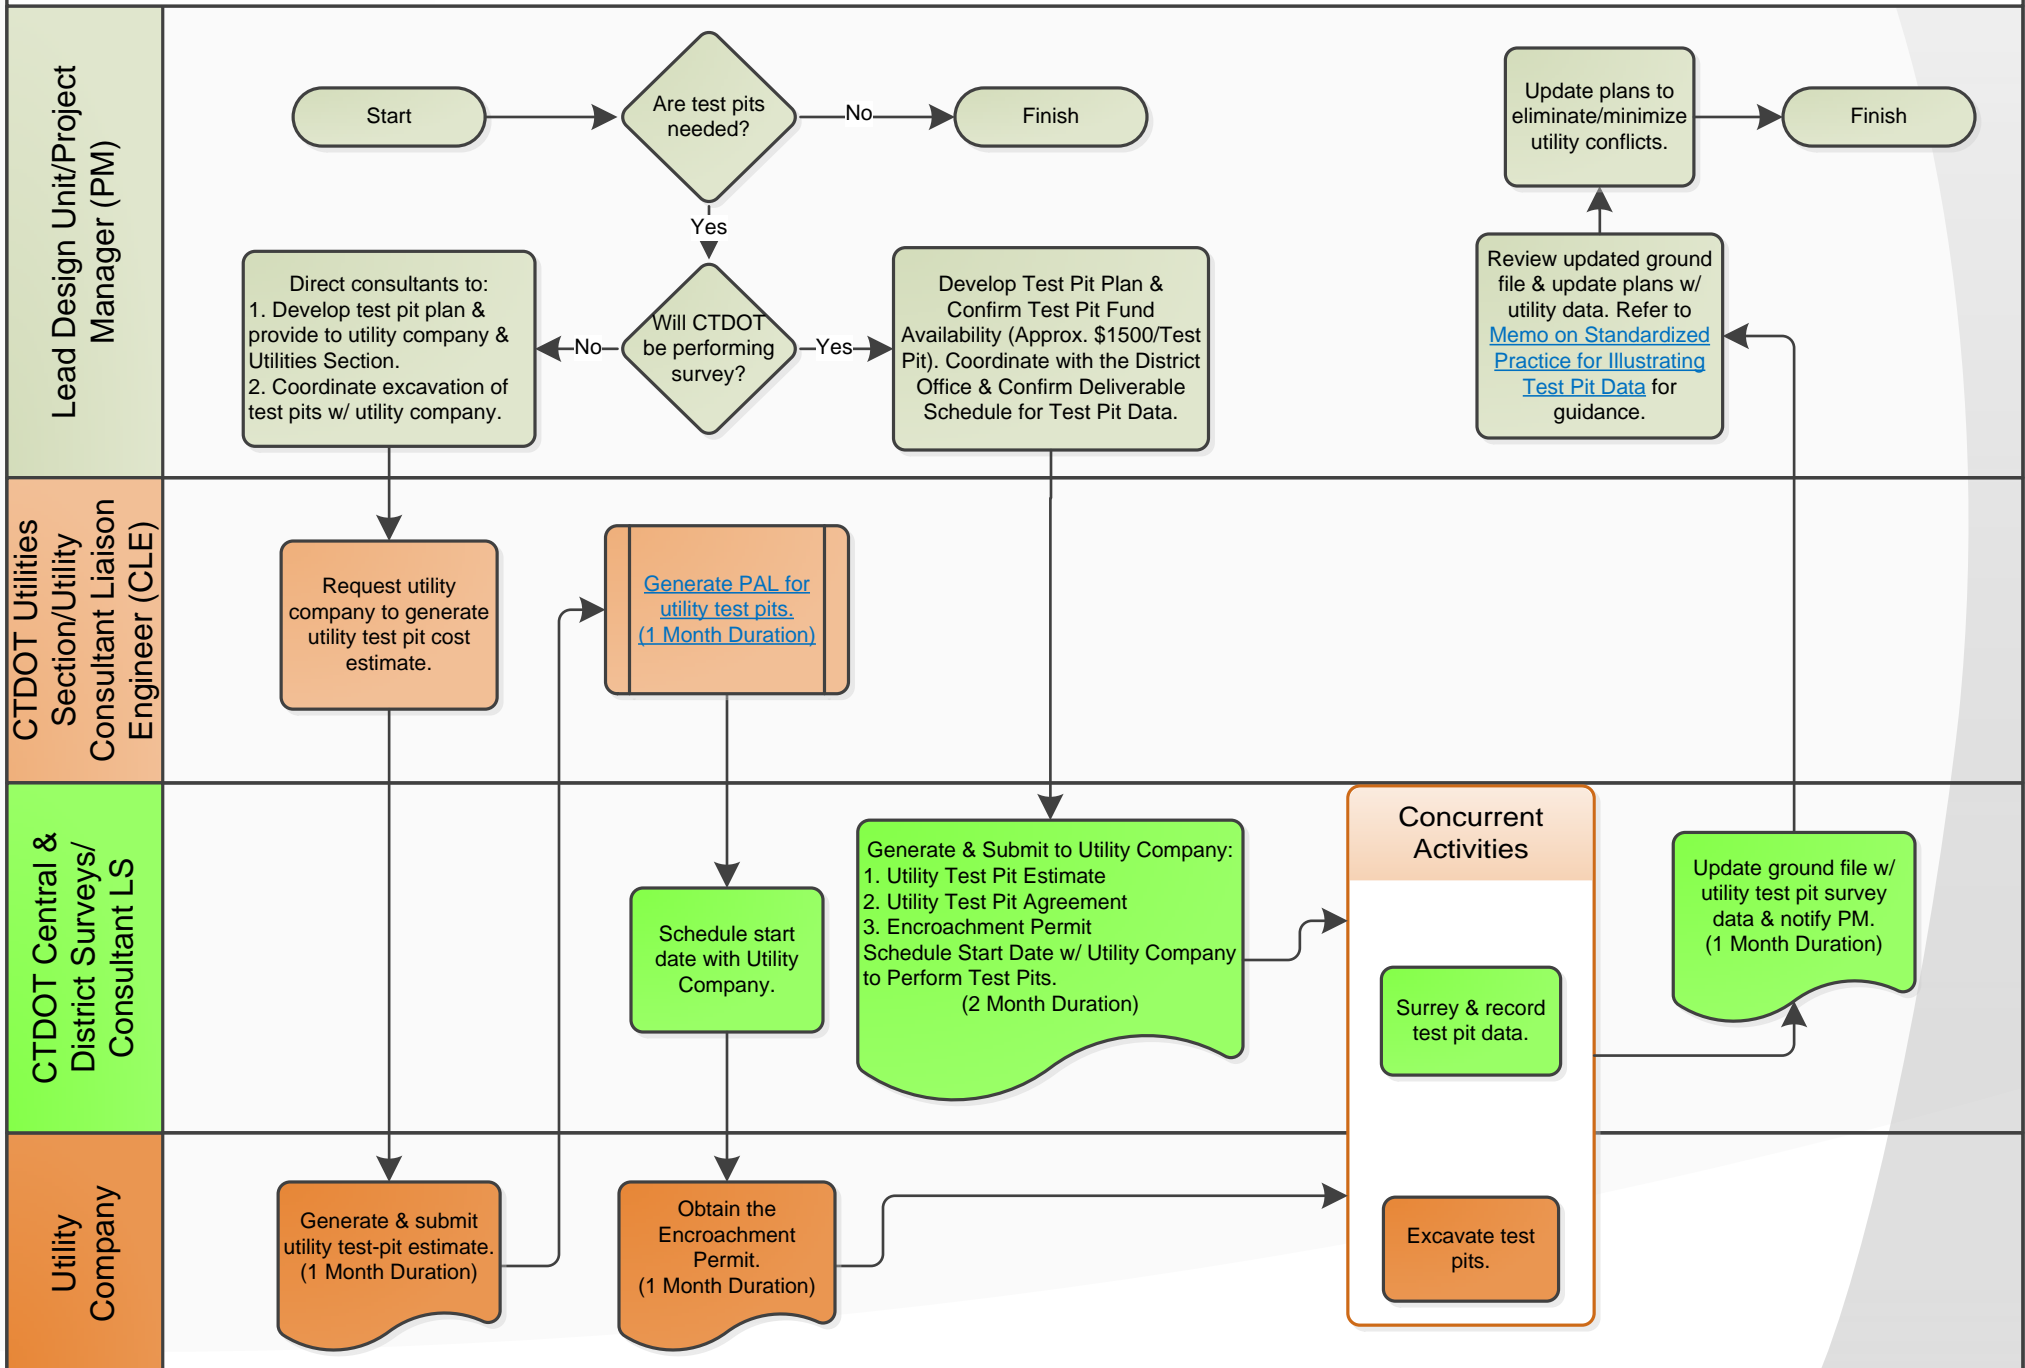 Lead Design Unit/Project
Manager (PM)
Start
Are test pits
needed?
No
Finish
Yes
Direct consultants to:
1. Develop test pit plan &
provide to utility company &
Utilities Section.
2. Coordinate excavation of
test pits w/ utility company.
No
Will CTDOT
be performing
survey?
Yes
Develop Test Pit Plan &
Confirm Test Pit Fund
Availability (Approx. $1500/Test
Pit). Coordinate with the District
Office & Confirm Deliverable
Schedule for Test Pit Data.
Update plans to
eliminate/minimize
utility conflicts.
Finish
Review updated ground
file & update plans w/
utility data. Refer to
Memo on Standardized
Practice for Illustrating
Test Pit Data for
guidance.
CTDOT Utilities
Section/Utility
Consultant Liaison
Engineer (CLE)
Request utility
company to generate
utility test pit cost
estimate.
Generate PAL for
utility test pits.
(1 Month Duration)
CTDOT Central &
District Surveys/
Consultant LS
Schedule start
date with Utility
Company.
Generate & Submit to Utility Company:
1. Utility Test Pit Estimate
2. Utility Test Pit Agreement
3. Encroachment Permit
Schedule Start Date w/ Utility Company
to Perform Test Pits.
(2 Month Duration)
Concurrent
Activities
Surrey & record
test pit data.
Update ground file w/
utility test pit survey
data & notify PM.
(1 Month Duration)
Utility
Company
Generate & submit
utility test-pit estimate.
(1 Month Duration)
Obtain the
Encroachment
Permit.
(1 Month Duration)
Excavate test
pits.